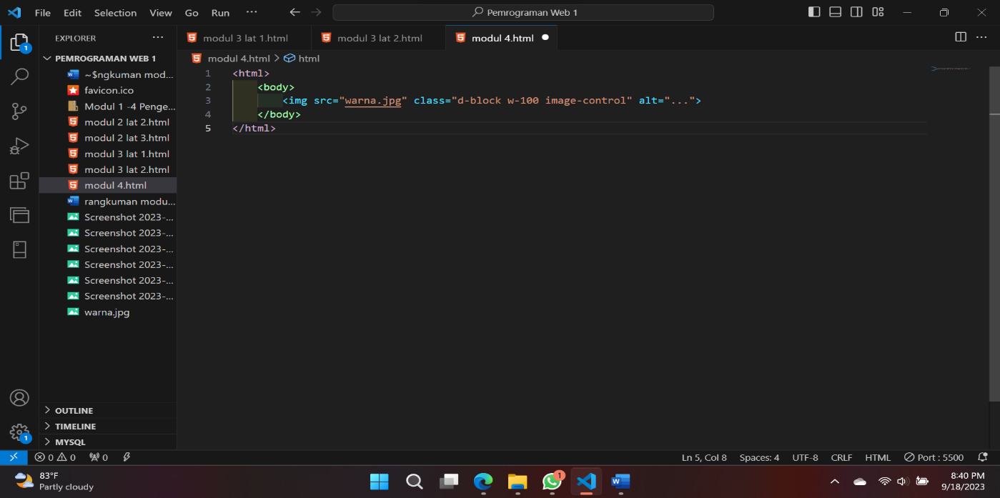 File Edit Selection View Go Run ··· Pemrograman Web 1
EXPLORER ···
modul 3 lat 1.html modul 3 lat 2.html modul 4.html
PEMROGRAMAN WEB 1
modul 4.html > html
~$ngkuman mod...
favicon.ico
Modul 1 -4 Penge...
modul 2 lat 2.html
modul 2 lat 3.html
modul 3 lat 1.html
modul 3 lat 2.html
modul 4.html
rangkuman modu...
Screenshot 2023-...
Screenshot 2023-...
Screenshot 2023-...
Screenshot 2023-...
Screenshot 2023-...
Screenshot 2023-...
warna.jpg
1 <html>
2 <body>
3 <img src="warna.jpg" class="d-block w-100 image-control" alt="...">
4 </body>
5 </html>
OUTLINE
TIMELINE
MYSQL
1
1
0 0 0 Ln 5, Col 8 Spaces: 4 UTF-8 CRLF HTML Port : 5500
83°F
Partly cloudy
1
8:40 PM
9/18/2023